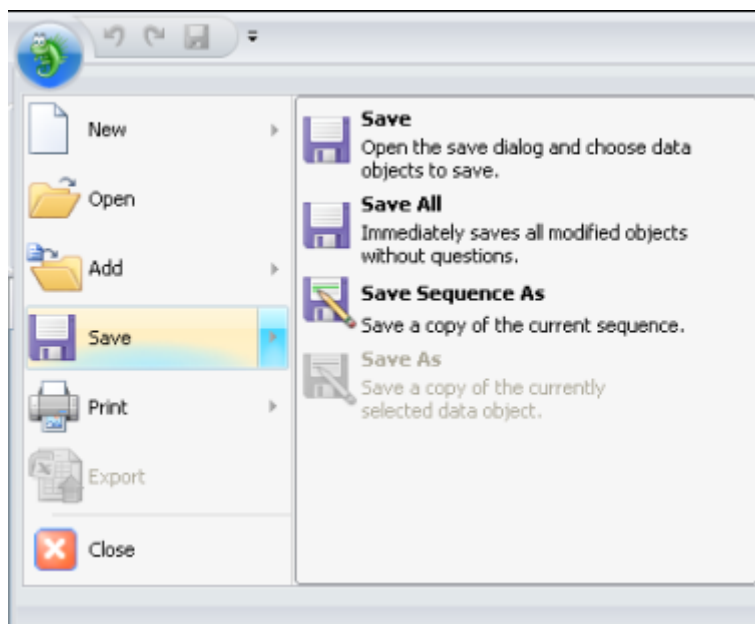 New
Open
Add
Save
Print
Export
Close
Save
Open the save dialog and choose data
objects to save.
Save All
Immediately saves all modified objects
without questions.
Save Sequence As
Save a copy of the current sequence.
Save As
Save a copy of the currently
selected data object.